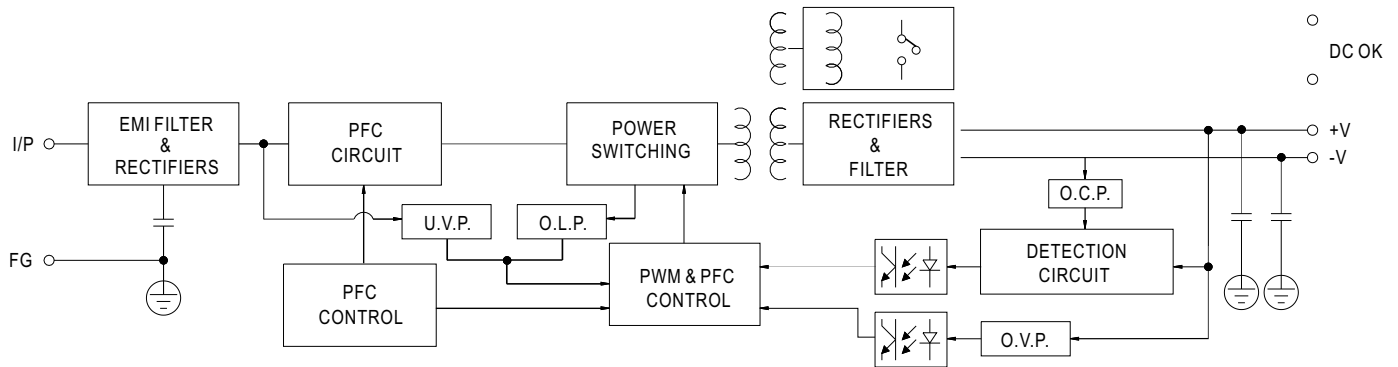 DC OK
I/P
EMI FILTER
&
RECTIFIERS
PFC
CIRCUIT
POWER
SWITCHING
RECTIFIERS
&
FILTER
+V
-V
O.C.P.
U.V.P.
O.L.P.
FG
DETECTION
CIRCUIT
PFC
CONTROL
PWM & PFC
CONTROL
O.V.P.